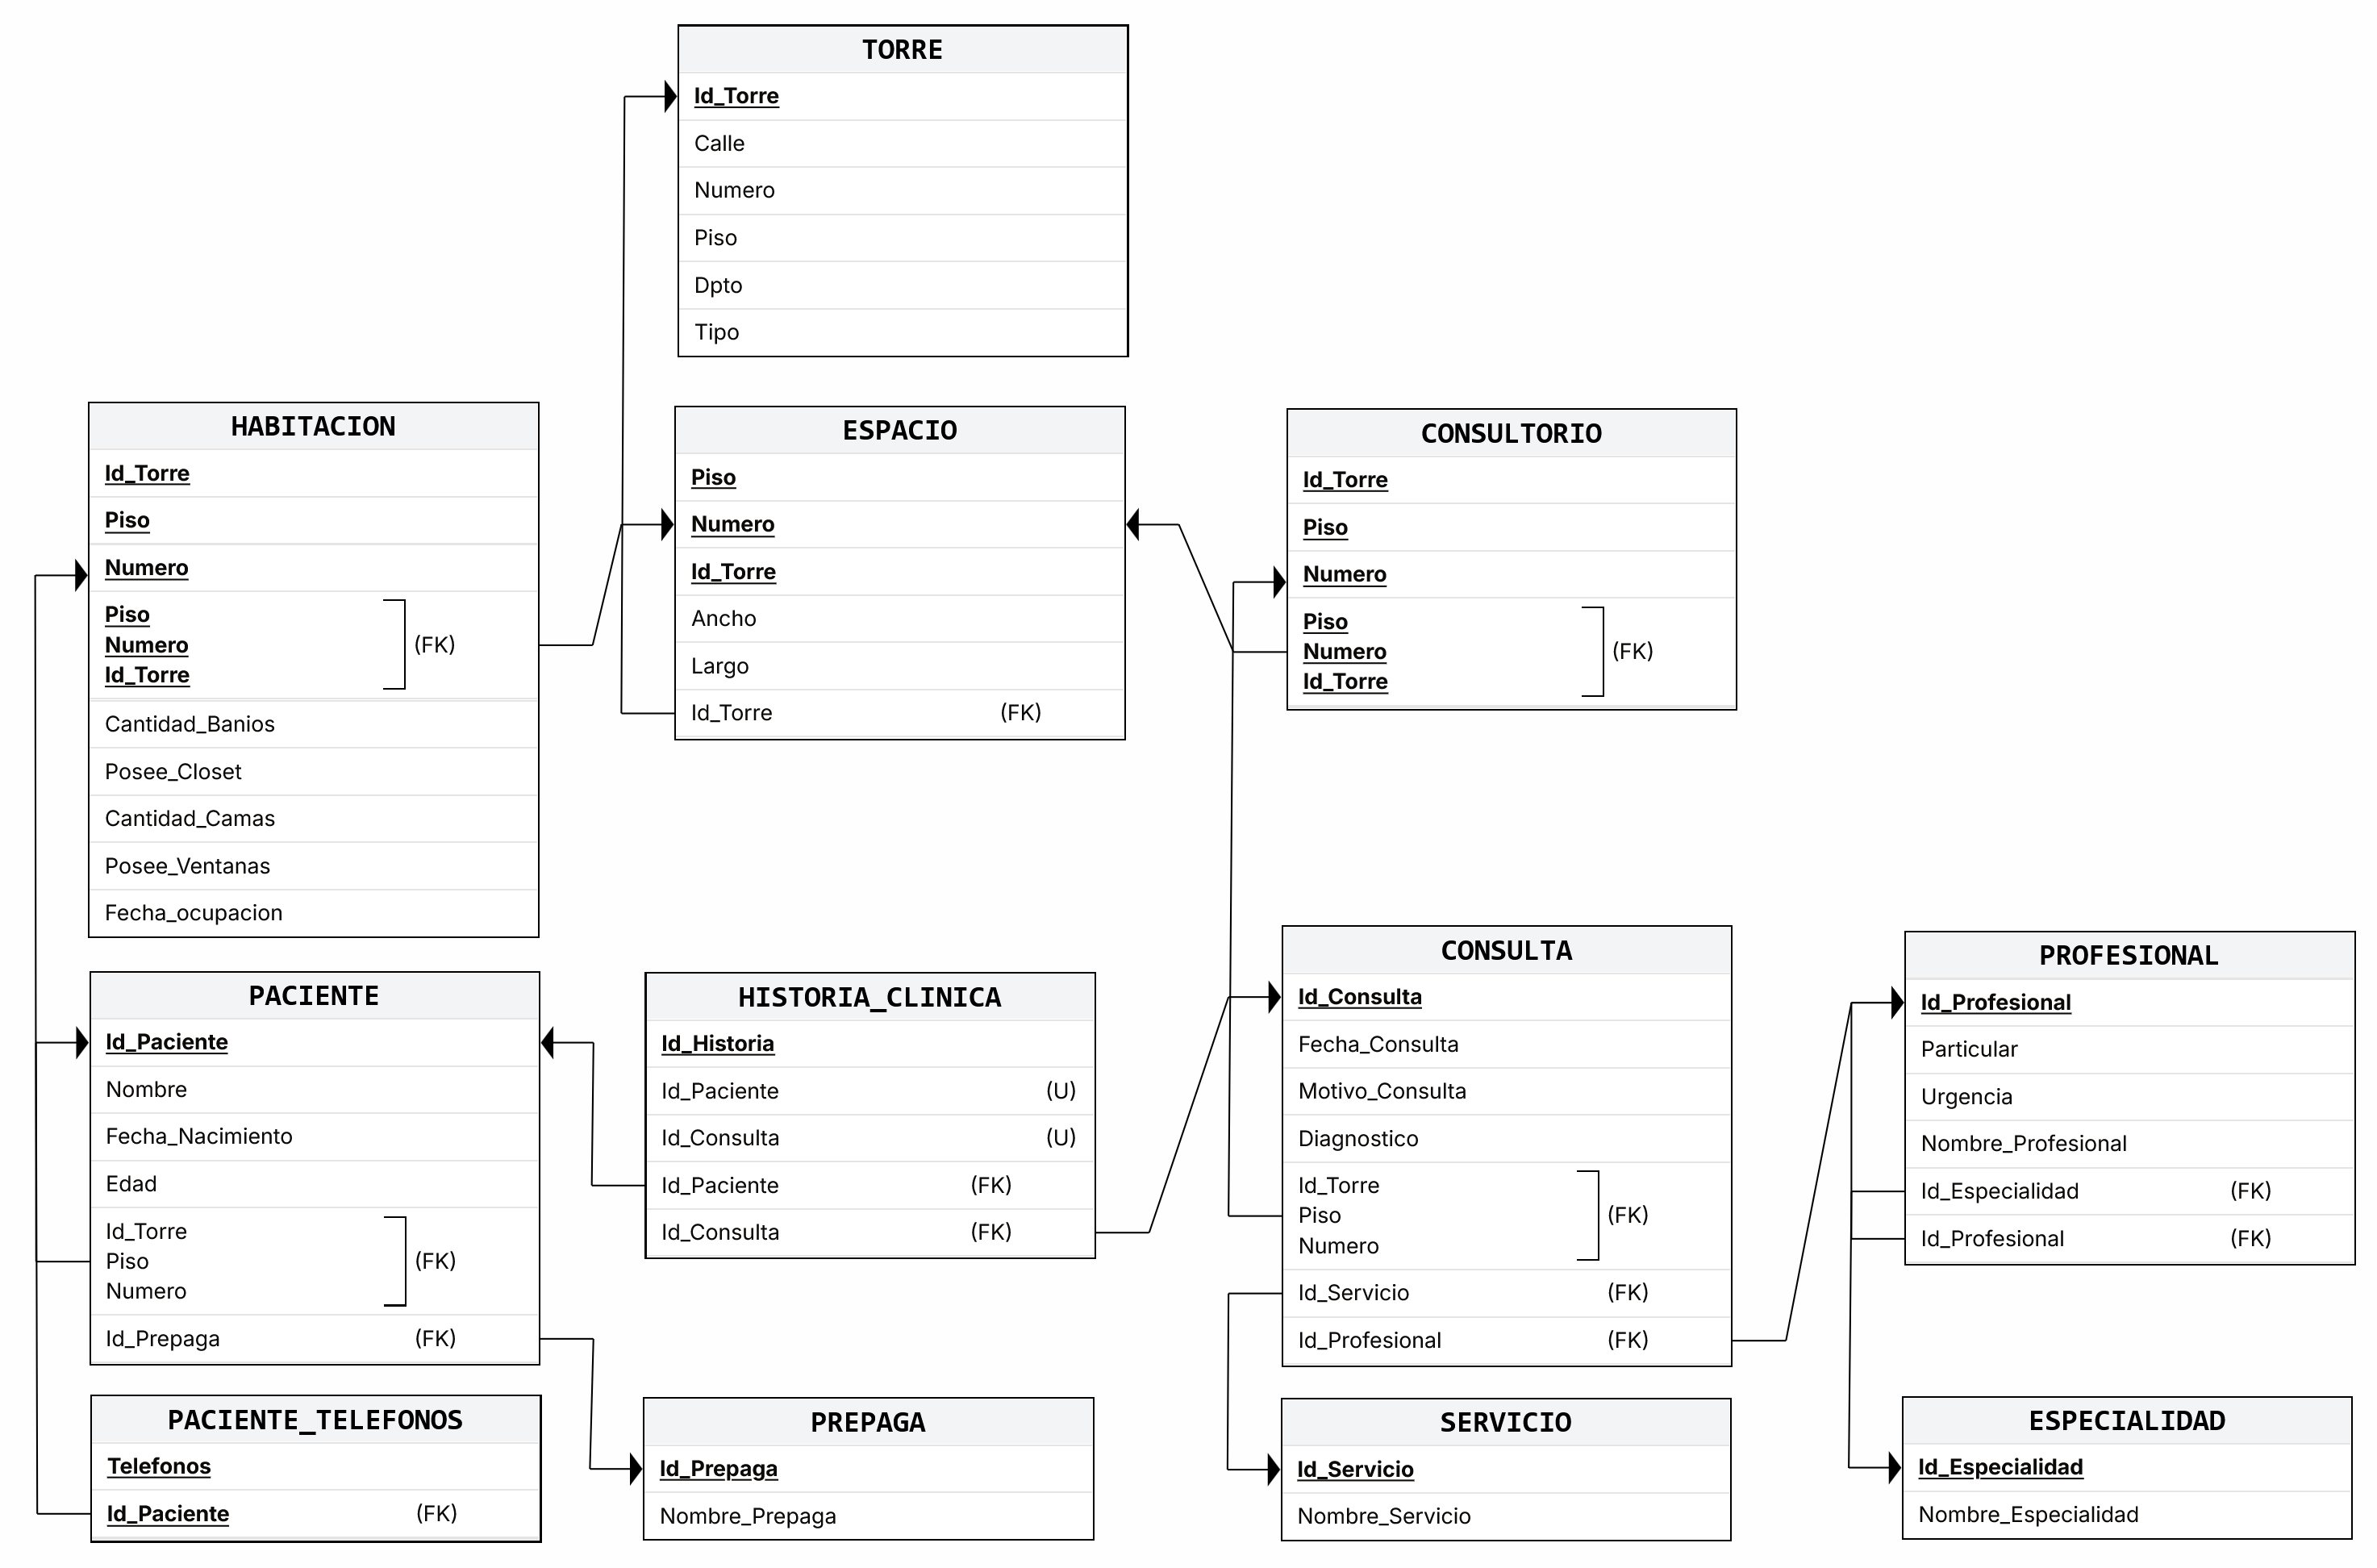 TORRE
Id_Torre
Calle
Numero
Piso
Dpto
Tipo
HABITACION
Id_Torre
Piso
Numero
Piso
Numero (FK)
Id_Torre
Cantidad_Banios
Posee_Closet
Cantidad_Camas
Posee_Ventanas
Fecha_ocupacion
ESPACIO
Piso
Numero
Id_Torre
Ancho
Largo
Id_Torre (FK)
CONSULTORIO
Id_Torre
Piso
Numero
Piso
Numero (FK)
Id_Torre
PACIENTE
Id_Paciente
Nombre
Fecha_Nacimiento
Edad
Id_Torre
Piso (FK)
Numero
Id_Prepaga (FK)
HISTORIA_CLINICA
Id_Historia
Id_Paciente (U)
Id_Consulta (U)
Id_Paciente (FK)
Id_Consulta (FK)
CONSULTA
Id_Consulta
Fecha_Consulta
Motivo_Consulta
Diagnostico
Id_Torre
Piso (FK)
Numero
Id_Servicio (FK)
Id_Profesional (FK)
PROFESIONAL
Id_Profesional
Particular
Urgencia
Nombre_Profesional
Id_Especialidad (FK)
Id_Profesional (FK)
PACIENTE_TELEFONOS
Telefonos
Id_Paciente (FK)
PREPAGA
Id_Prepaga
Nombre_Prepaga
SERVICIO
Id_Servicio
Nombre_Servicio
ESPECIALIDAD
Id_Especialidad
Nombre_Especialidad